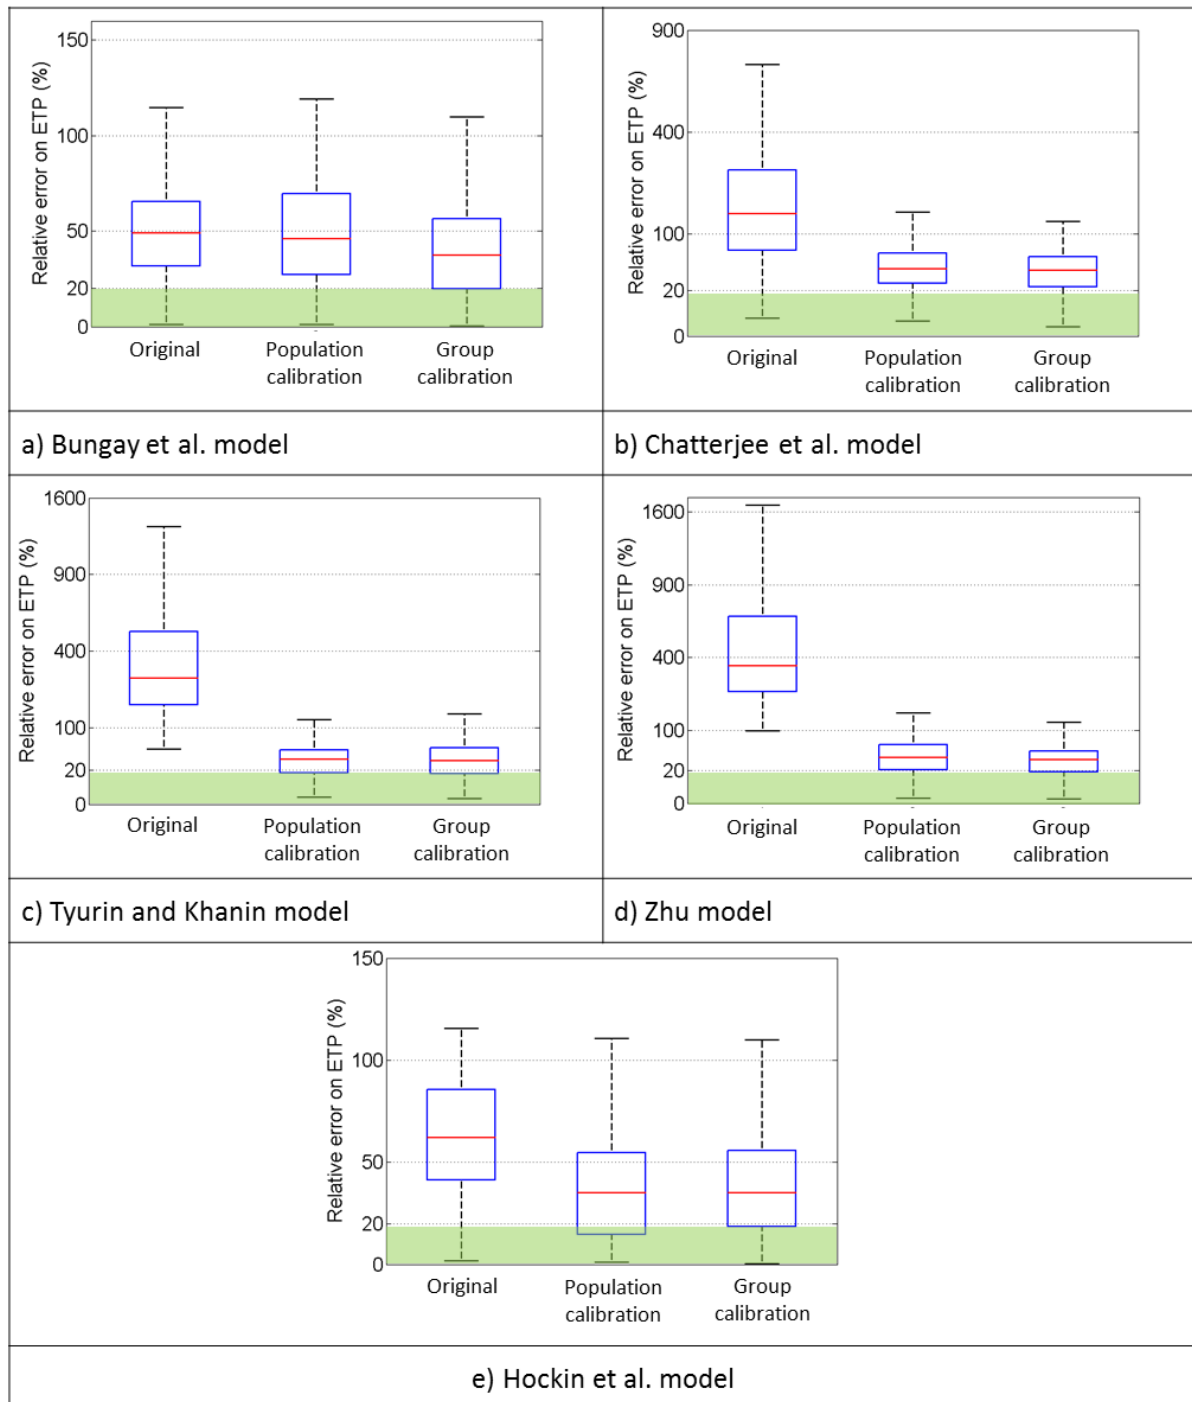 Relative error on ETP (%)
150
100
50
20
0
Original
Population
calibration
Group
calibration
a) Bungay et al. model
Relative error on ETP (%)
900
400
100
20
0
Original
Population
calibration
Group
calibration
b) Chatterjee et al. model
Relative error on ETP (%)
1600
900
400
100
20
0
Original
Population
calibration
Group
calibration
c) Tyurin and Khanin model
Relative error on ETP (%)
1600
900
400
100
20
0
Original
Population
calibration
Group
calibration
d) Zhu model
Relative error on ETP (%)
150
100
50
20
0
Original
Population
calibration
Group
calibration
e) Hockin et al. model